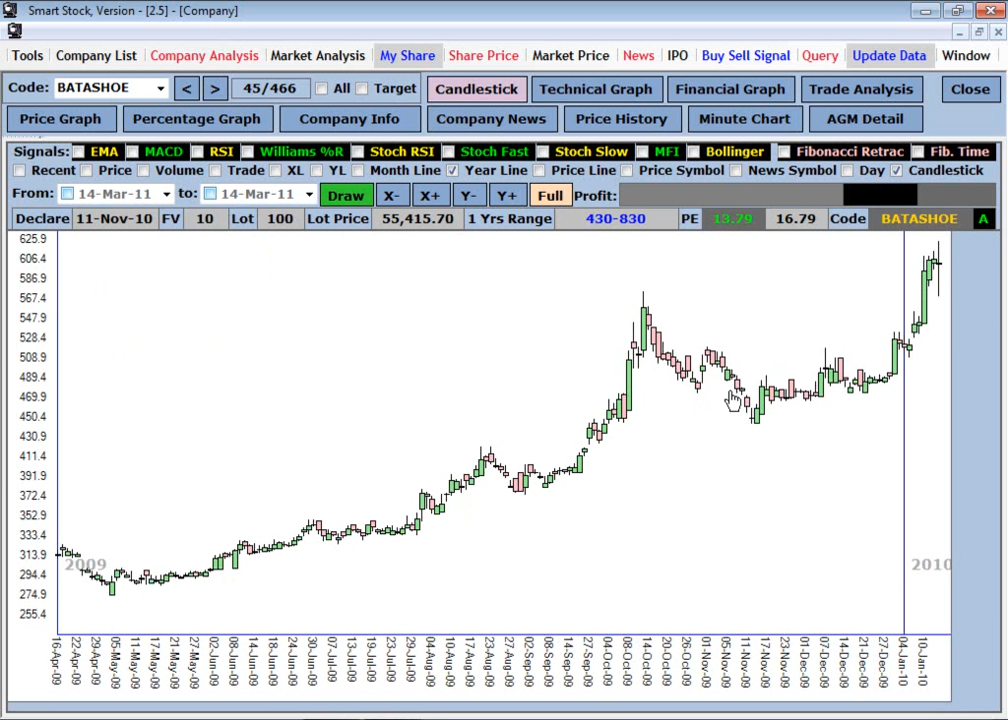 Smart Stock, Version - [2.5] - [Company]
Tools Company List Company Analysis Market Analysis My Share Share Price Market Price News IPO Buy Sell Signal Query Update Data Window
Code: BATASHOE < > 45/466 All Target Candlestick Technical Graph Financial Graph Trade Analysis Close
Price Graph Percentage Graph Company Info Company News Price History Minute Chart AGM Detail
Signals: EMA MACD RSI Williams %R Stoch RSI Stoch Fast Stoch Slow MFI Bollinger Fibonacci Retrac Fib. Time
Recent Price Volume Trade XL YL Month Line Year Line Price Line Price Symbol News Symbol Day Candlestick
From: 14-Mar-11 to: 14-Mar-11 Draw X- X+ Y- Y+ Full Profit:
Declare 11-Nov-10 FV 10 Lot 100 Lot Price 55,415.70 1 Yrs Range 430-830 PE 13.79 16.79 Code BATASHOE A
625.9
606.4
586.9
567.4
547.9
528.4
508.9
489.4
469.9
450.4
430.9
411.4
391.9
372.4
352.9
333.4
313.9
294.4
274.9
255.4
2009 2010
16-Apr-09 22-Apr-09 29-Apr-09 05-May-09 11-May-09 17-May-09 21-May-09 27-May-09 02-Jun-09 08-Jun-09 14-Jun-09 18-Jun-09 24-Jun-09 30-Jun-09 07-Jul-09 13-Jul-09 19-Jul-09 23-Jul-09 29-Jul-09 04-Aug-09 10-Aug-09 17-Aug-09 23-Aug-09 27-Aug-09 02-Sep-09 08-Sep-09 14-Sep-09 28-Sep-09 04-Oct-09 08-Oct-09 14-Oct-09 20-Oct-09 26-Oct-09 01-Nov-09 05-Nov-09 11-Nov-09 17-Nov-09 23-Nov-09 01-Dec-09 07-Dec-09 14-Dec-09 21-Dec-09 27-Dec-09 04-Jan-10 10-Jan-10